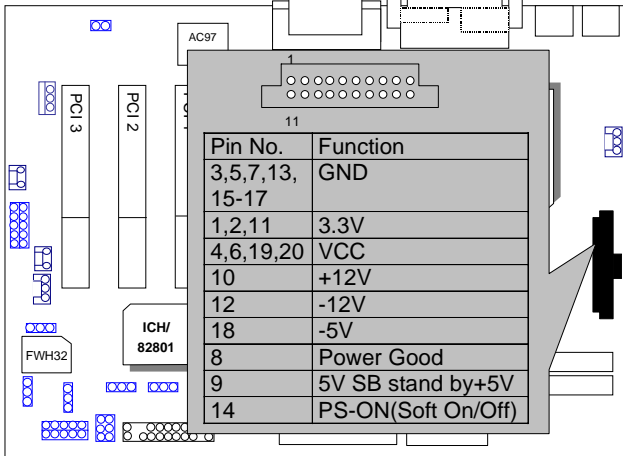 AC97
PCI 3
PCI 2
1
11
Pin No. Function
3,5,7,13, GND
15-17
1,2,11 3.3V
4,6,19,20 VCC
10 +12V
12 -12V
18 -5V
8 Power Good
9 5V SB stand by+5V
14 PS-ON(Soft On/Off)
ICH/
82801
FWH32